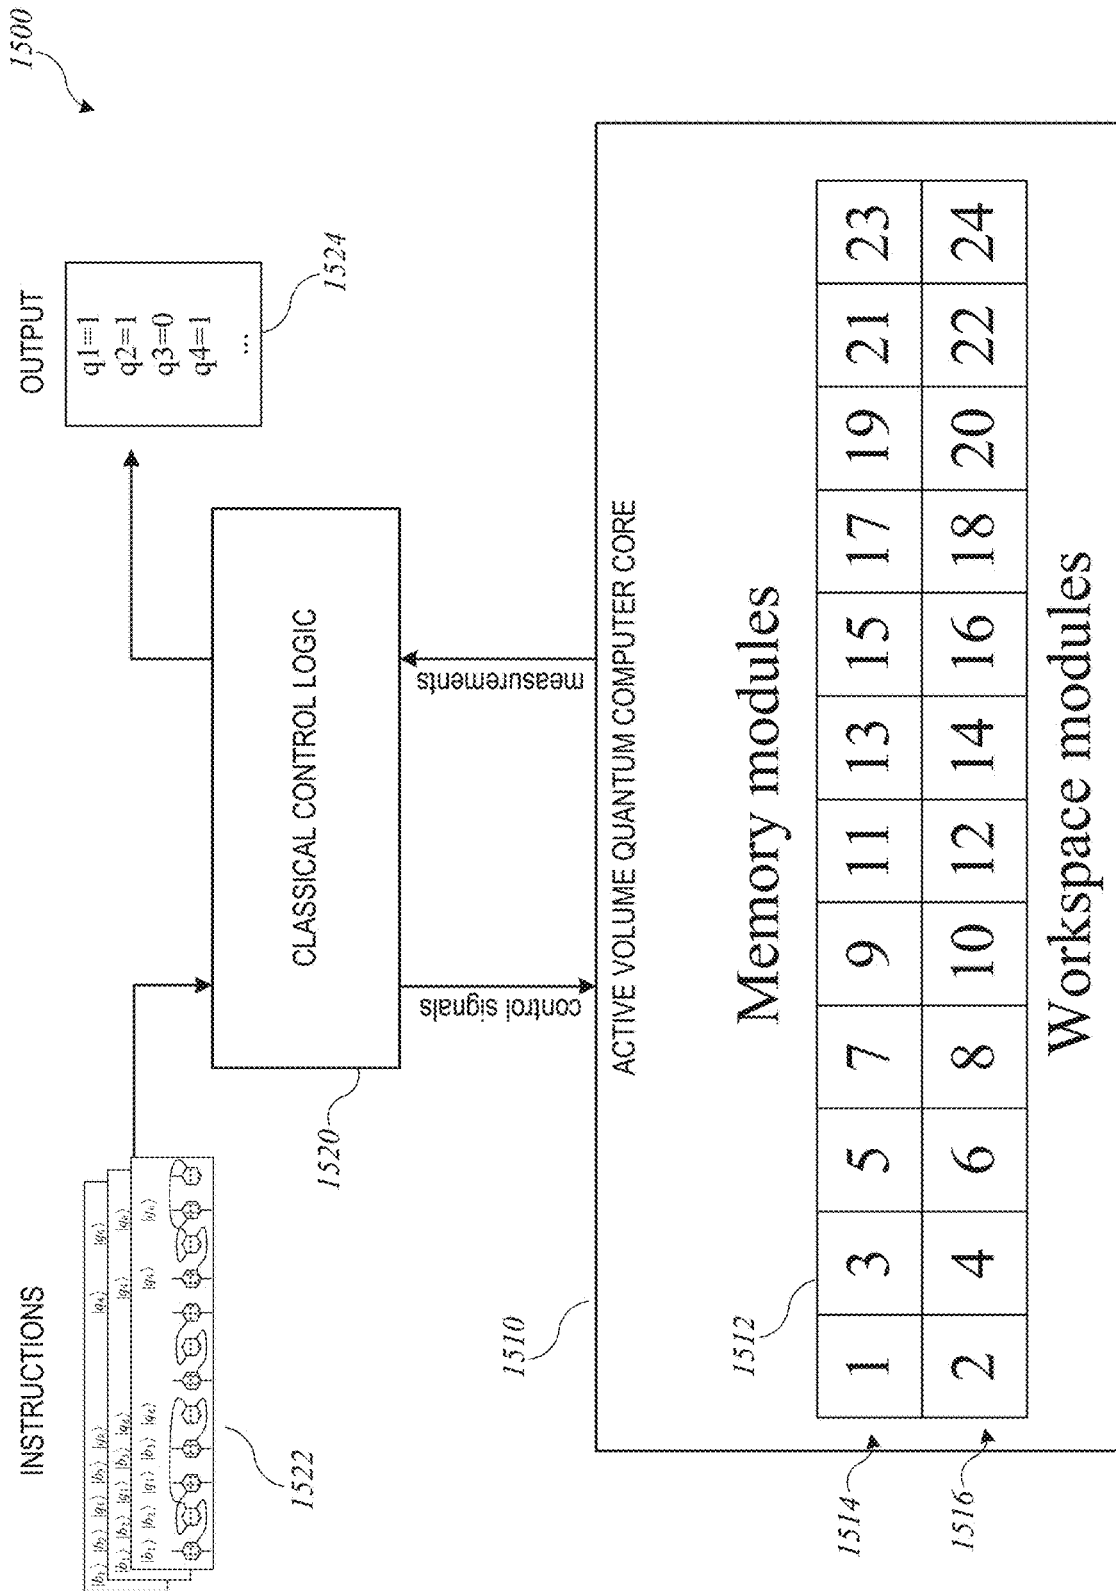 1500
INSTRUCTIONS
1522
OUTPUT
q1=1
q2=1
q3=0
q4=1
...
1524
CLASSICAL CONTROL LOGIC
1520
control signals
measurements
1510
ACTIVE VOLUME QUANTUM COMPUTER CORE
Memory modules
1512
1514
1 3 5 7 9 11 13 15 17 19 21 23
1516
2 4 6 8 10 12 14 16 18 20 22 24
Workspace modules